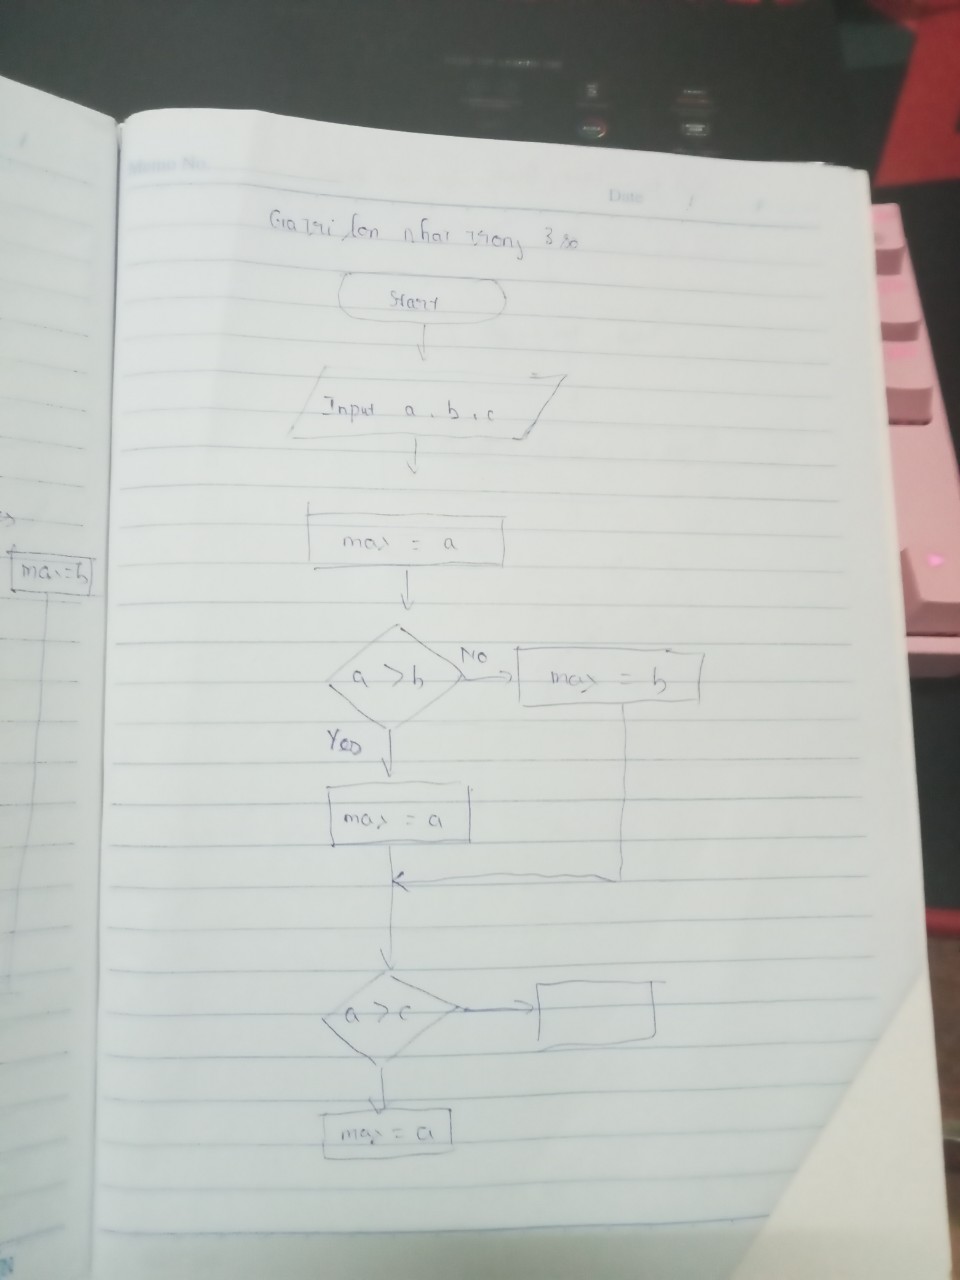 Memo No.
Date / /
Gia tri lon nhat trong 3 so
Start
Input a, b, c
max = a
a > b
NO
max = b
Yes
max = a
a > c
max = a
max = b